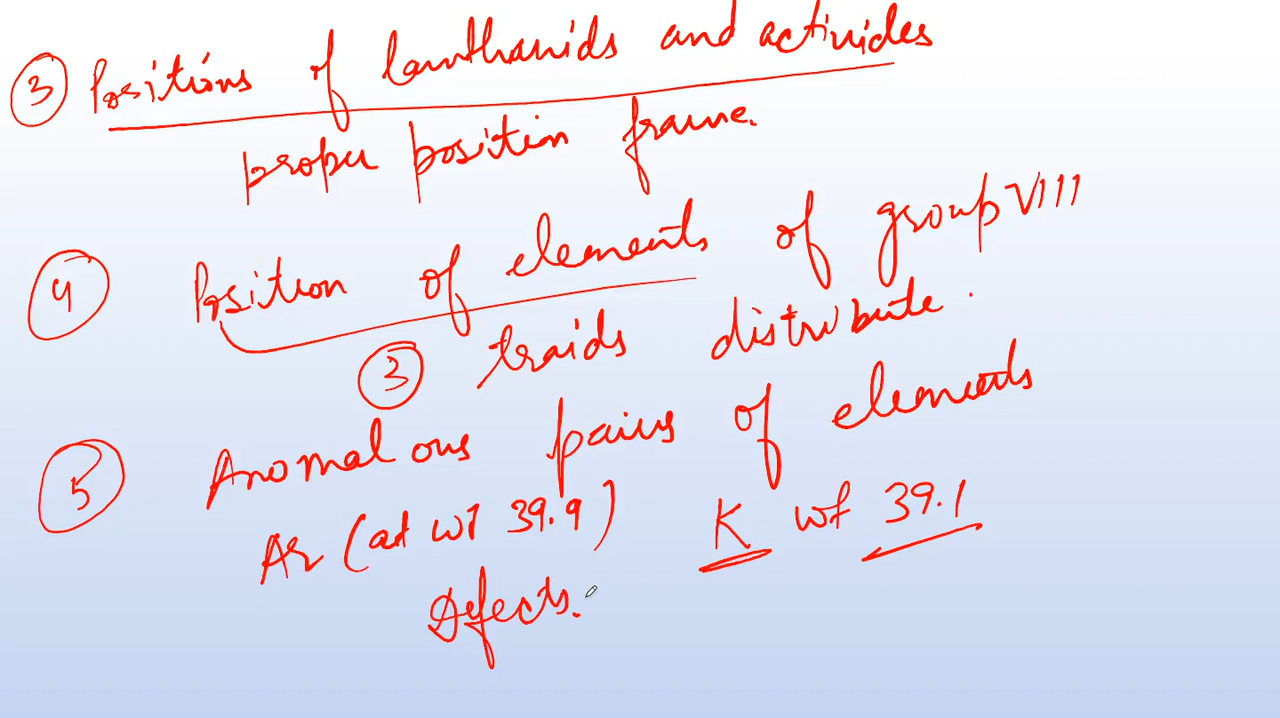 ③ Positions of lanthanids and actinides
proper position frame.
④ Position of elements of group VIII
③ traids distribute.
⑤ Anomalous pairs of elements
Ar (at wt 39.9) K wt 39.1
Defects.